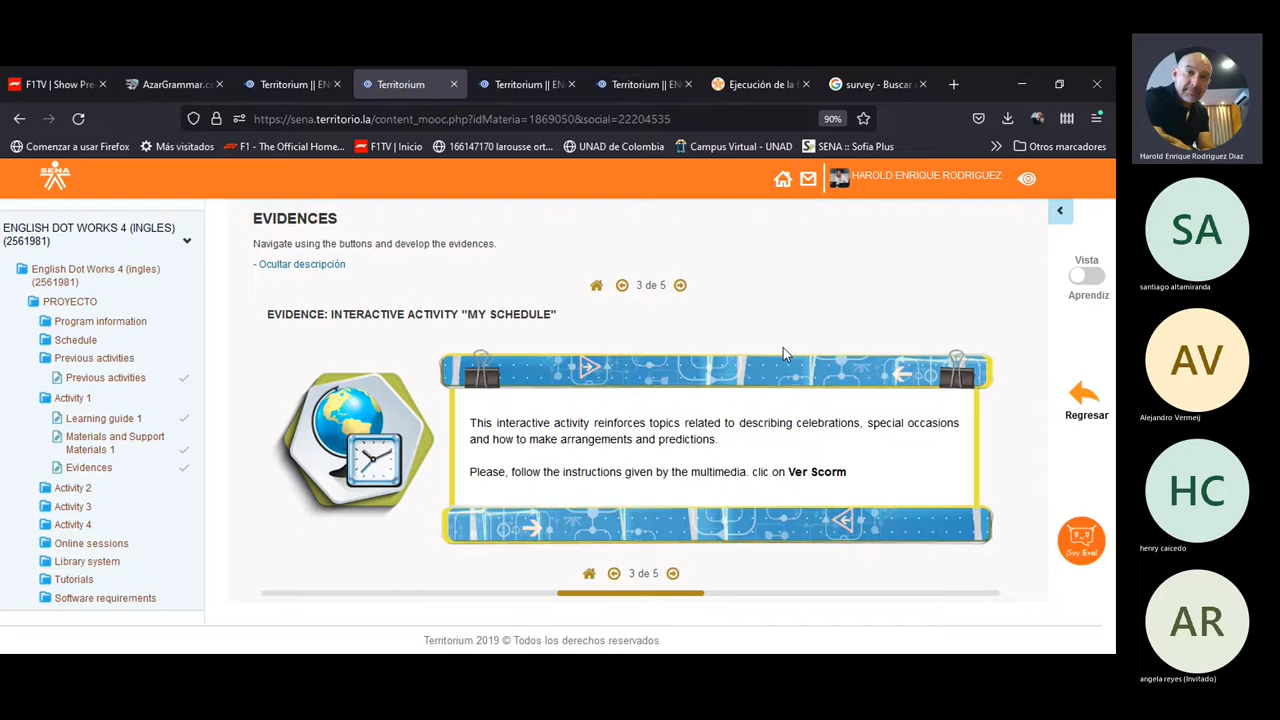 F1TV | Show Pre
AzarGrammar.c
Territorium || EN
Territorium
Territorium || EN
Territorium || EN
Ejecución de la
survey - Buscar
https://sena.territorio.la/content_mooc.php?idMateria=1869050&social=22204535
90%
Comenzar a usar Firefox
Más visitados
F1 - The Official Home...
F1TV | Inicio
166147170 larousse ort...
UNAD de Colombia
Campus Virtual - UNAD
SENA :: Sofia Plus
Otros marcadores
SENA
HAROLD ENRIQUE RODRIGUEZ
ENGLISH DOT WORKS 4 (INGLES)
(2561981)
English Dot Works 4 (ingles)
(2561981)
PROYECTO
Program information
Schedule
Previous activities
Previous activities
Activity 1
Learning guide 1
Materials and Support
Materials 1
Evidences
Activity 2
Activity 3
Activity 4
Online sessions
Library system
Tutorials
Software requirements
EVIDENCES
Navigate using the buttons and develop the evidences.
- Ocultar descripción
3 de 5
EVIDENCE: INTERACTIVE ACTIVITY "MY SCHEDULE"
This interactive activity reinforces topics related to describing celebrations, special occasions
and how to make arrangements and predictions.
Please, follow the instructions given by the multimedia. clic on Ver Scorm
3 de 5
Territorium 2019 © Todos los derechos reservados.
Vista
Aprendiz
Regresar
¡Soy Eva!
Harold Enrique Rodriguez Diaz
SA
santiago altamiranda
AV
Alejandro Vermeij
HC
henry caicedo
AR
angela reyes (Invitado)